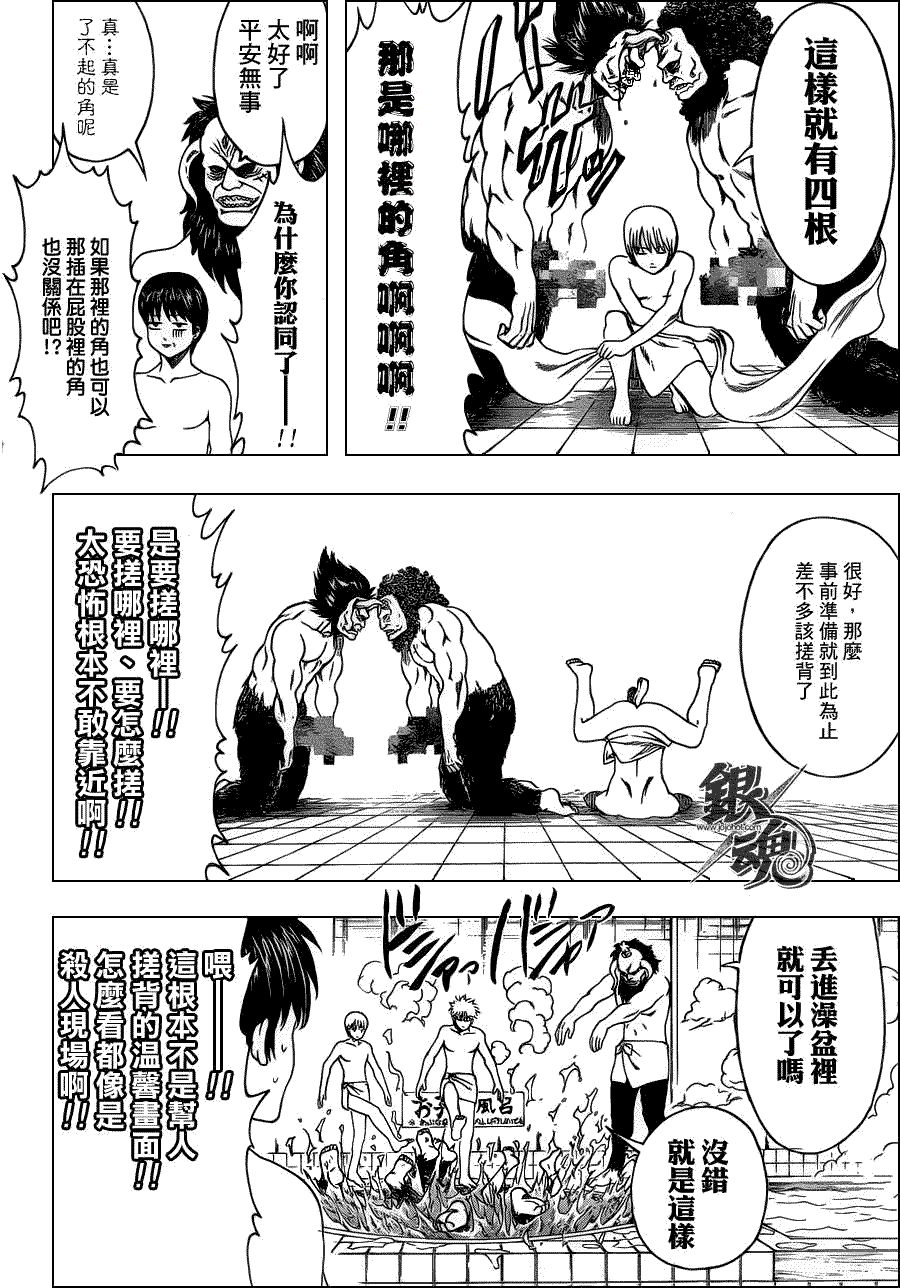 這樣就有四根
那是哪裡的角啊啊啊!!
啊啊
太好了
平安無事
真…真是
了不起的角呢
為什麼你認同了——!!
如果那裡的角也可以
那插在屁股裡的角
也沒關係吧!?
很好，那麼
事前準備就到此為止
差不多該搓背了
是要搓哪裡——!!
要搓哪裡、要怎麼搓!!
太恐怖根本不敢靠近啊!!
銀魂
www.jojohot.com
丟進澡盆裡
就可以了嗎
沒錯
就是這樣
喂——!!
這根本不是幫人
搓背的溫馨畫面!!
怎麼看都像是
殺人現場啊!!